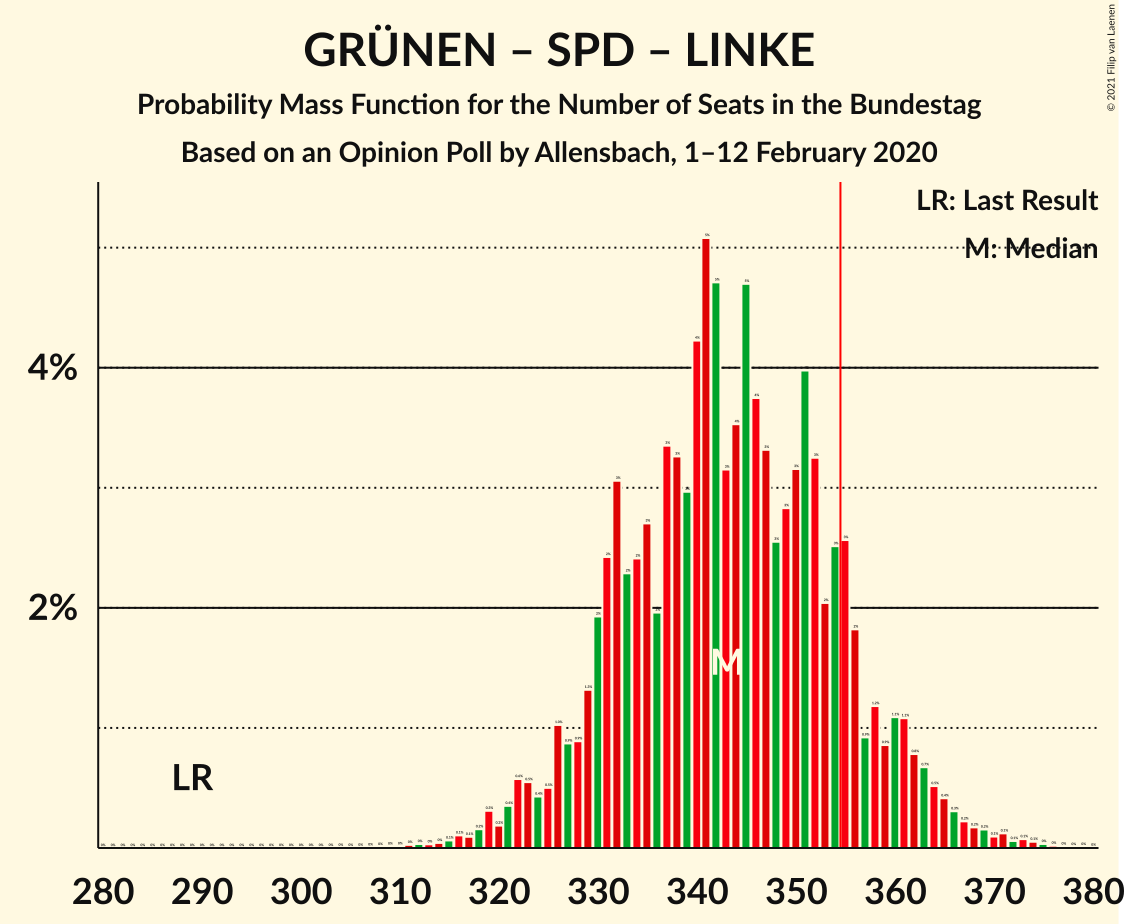 GRÜNEN – SPD – LINKE
Probability Mass Function for the Number of Seats in the Bundestag
Based on an Opinion Poll by Allensbach, 1–12 February 2020
© 2021 Filip van Laenen
LR: Last Result
M: Median
4%
2%
LR
M
280 290 300 310 320 330 340 350 360 370 380